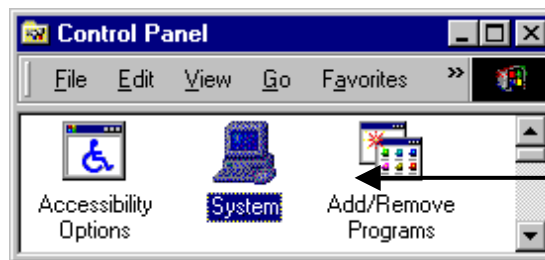 Control Panel
File Edit View Go Favorites »
Accessibility Options
System
Add/Remove Programs